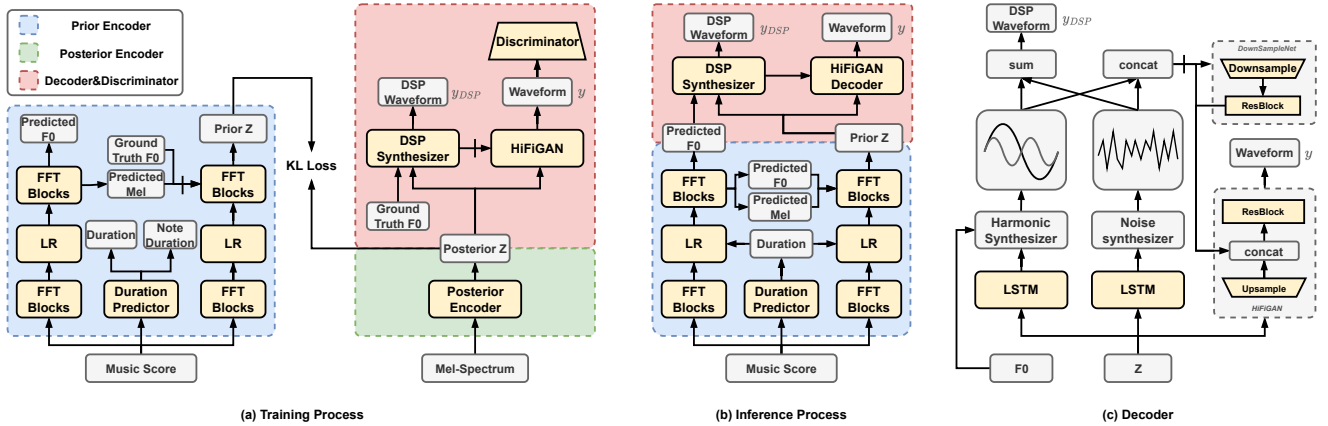 Prior Encoder
Posterior Encoder
Decoder&Discriminator
Predicted
F0
Ground
Truth F0
Predicted
Mel
Prior Z
FFT
Blocks
FFT
Blocks
Duration
Note
Duration
LR
LR
FFT
Blocks
Duration
Predictor
FFT
Blocks
Music Score
KL Loss
Discriminator
DSP
Waveform
y_DSP
Waveform
y
DSP
Synthesizer
HiFiGAN
Ground
Truth F0
Posterior Z
Posterior
Encoder
Mel-Spectrum
(a) Training Process
DSP
Waveform
y_DSP
Waveform
y
DSP
Synthesizer
HiFiGAN
Decoder
Predicted
F0
Prior Z
FFT
Blocks
Predicted
F0
Predicted
Mel
FFT
Blocks
LR
Duration
LR
FFT
Blocks
Duration
Predictor
FFT
Blocks
Music Score
(b) Inference Process
DSP
Waveform
y_DSP
sum
concat
DownSampleNet
Downsample
ResBlock
Waveform
y
Harmonic
Synthesizer
Noise
synthesizer
ResBlock
concat
Upsample
HiFiGAN
LSTM
LSTM
F0
Z
(c) Decoder